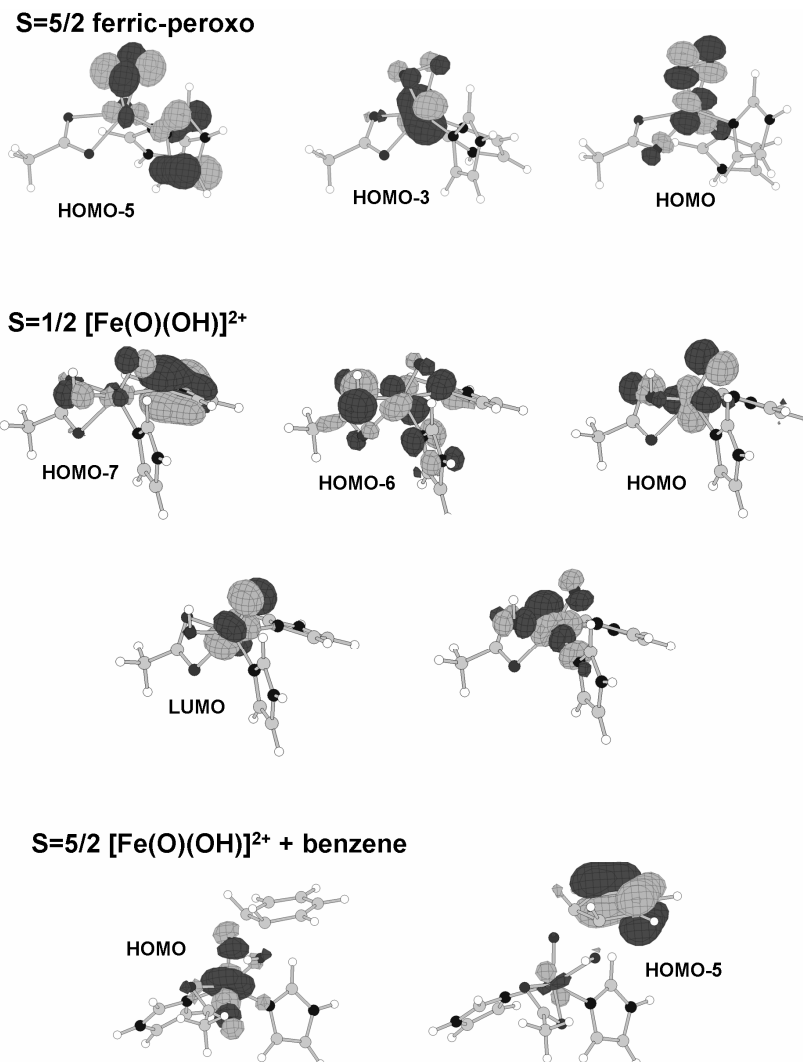 S=5/2 ferric-peroxo
HOMO-5
HOMO-3
HOMO
S=1/2 [Fe(O)(OH)]²⁺
HOMO-7
HOMO-6
HOMO
LUMO
S=5/2 [Fe(O)(OH)]²⁺ + benzene
HOMO
HOMO-5